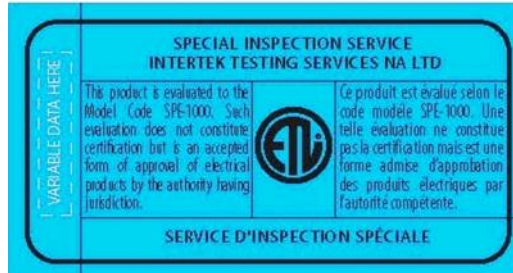 SPECIAL INSPECTION SERVICE
INTERTEK TESTING SERVICES NA LTD
VARIABLE DATA HERE
This product is evaluated to the
Model Code SPE-1000. Such
evaluation does not constitute
certification but is an accepted
form of approval of electrical
products by the authority having
jurisdiction.
ETL
Ce produit est évalué selon le
code modèle SPE-1000. Une
telle évaluation ne constitue
pas la certification mais est une
forme admise d'approbation
des produits électriques par
l'autorité compétente.
SERVICE D'INSPECTION SPÉCIALE